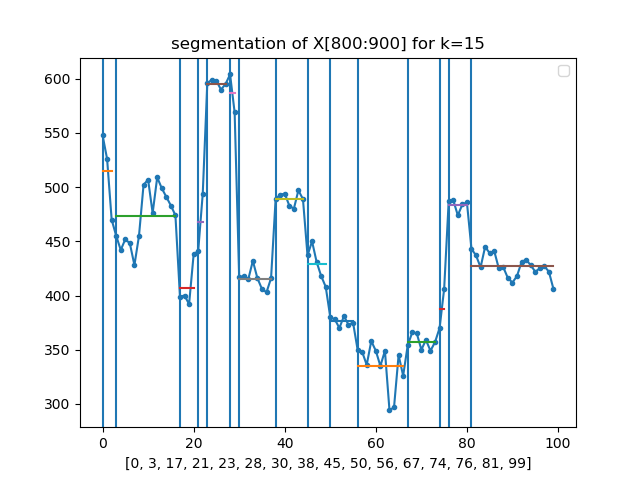 segmentation of X[800:900] for k=15
600
550
500
450
400
350
300
0 20 40 60 80 100
[0, 3, 17, 21, 23, 28, 30, 38, 45, 50, 56, 67, 74, 76, 81, 99]